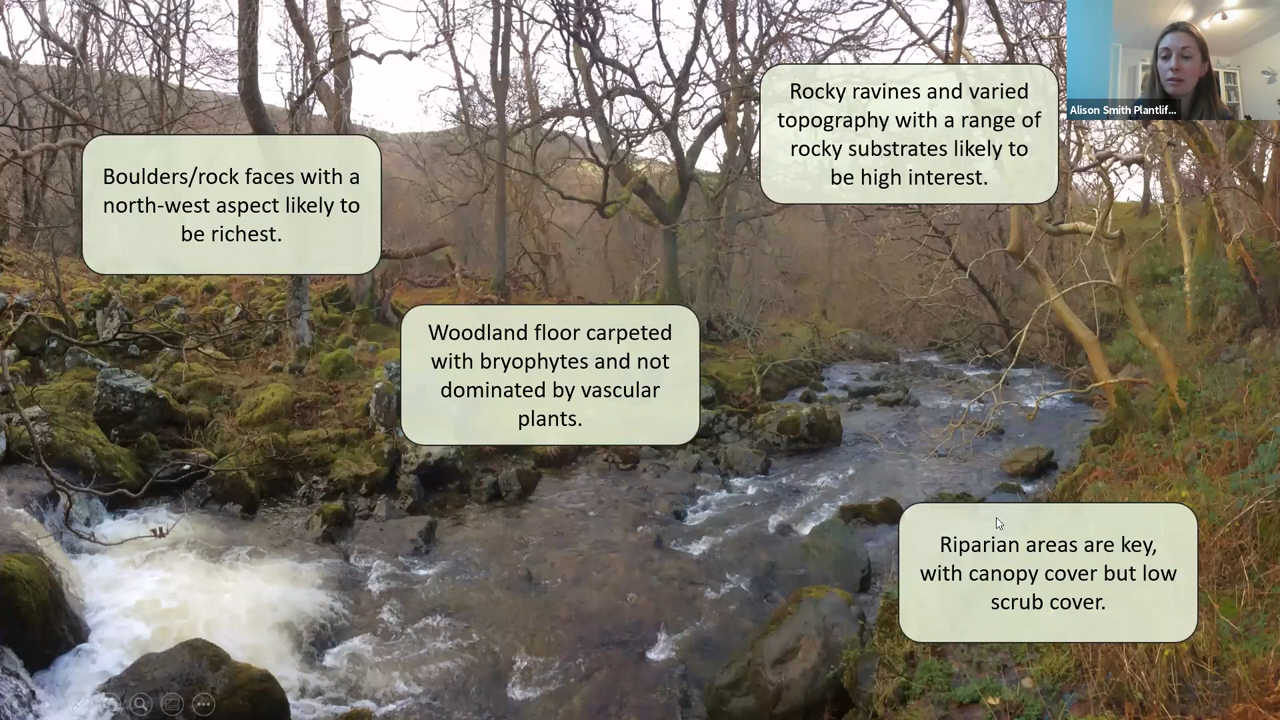 Rocky ravines and varied
topography with a range of
rocky substrates likely to
be high interest.
Alison Smith Plantlif...
Boulders/rock faces with a
north-west aspect likely to
be richest.
Woodland floor carpeted
with bryophytes and not
dominated by vascular
plants.
Riparian areas are key,
with canopy cover but low
scrub cover.